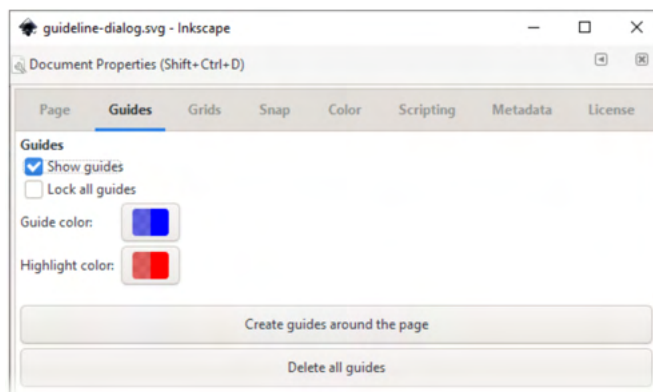 guideline-dialog.svg - Inkscape
Document Properties (Shift+Ctrl+D)
Page Guides Grids Snap Color Scripting Metadata License
Guides
Show guides
Lock all guides
Guide color:
Highlight color:
Create guides around the page
Delete all guides